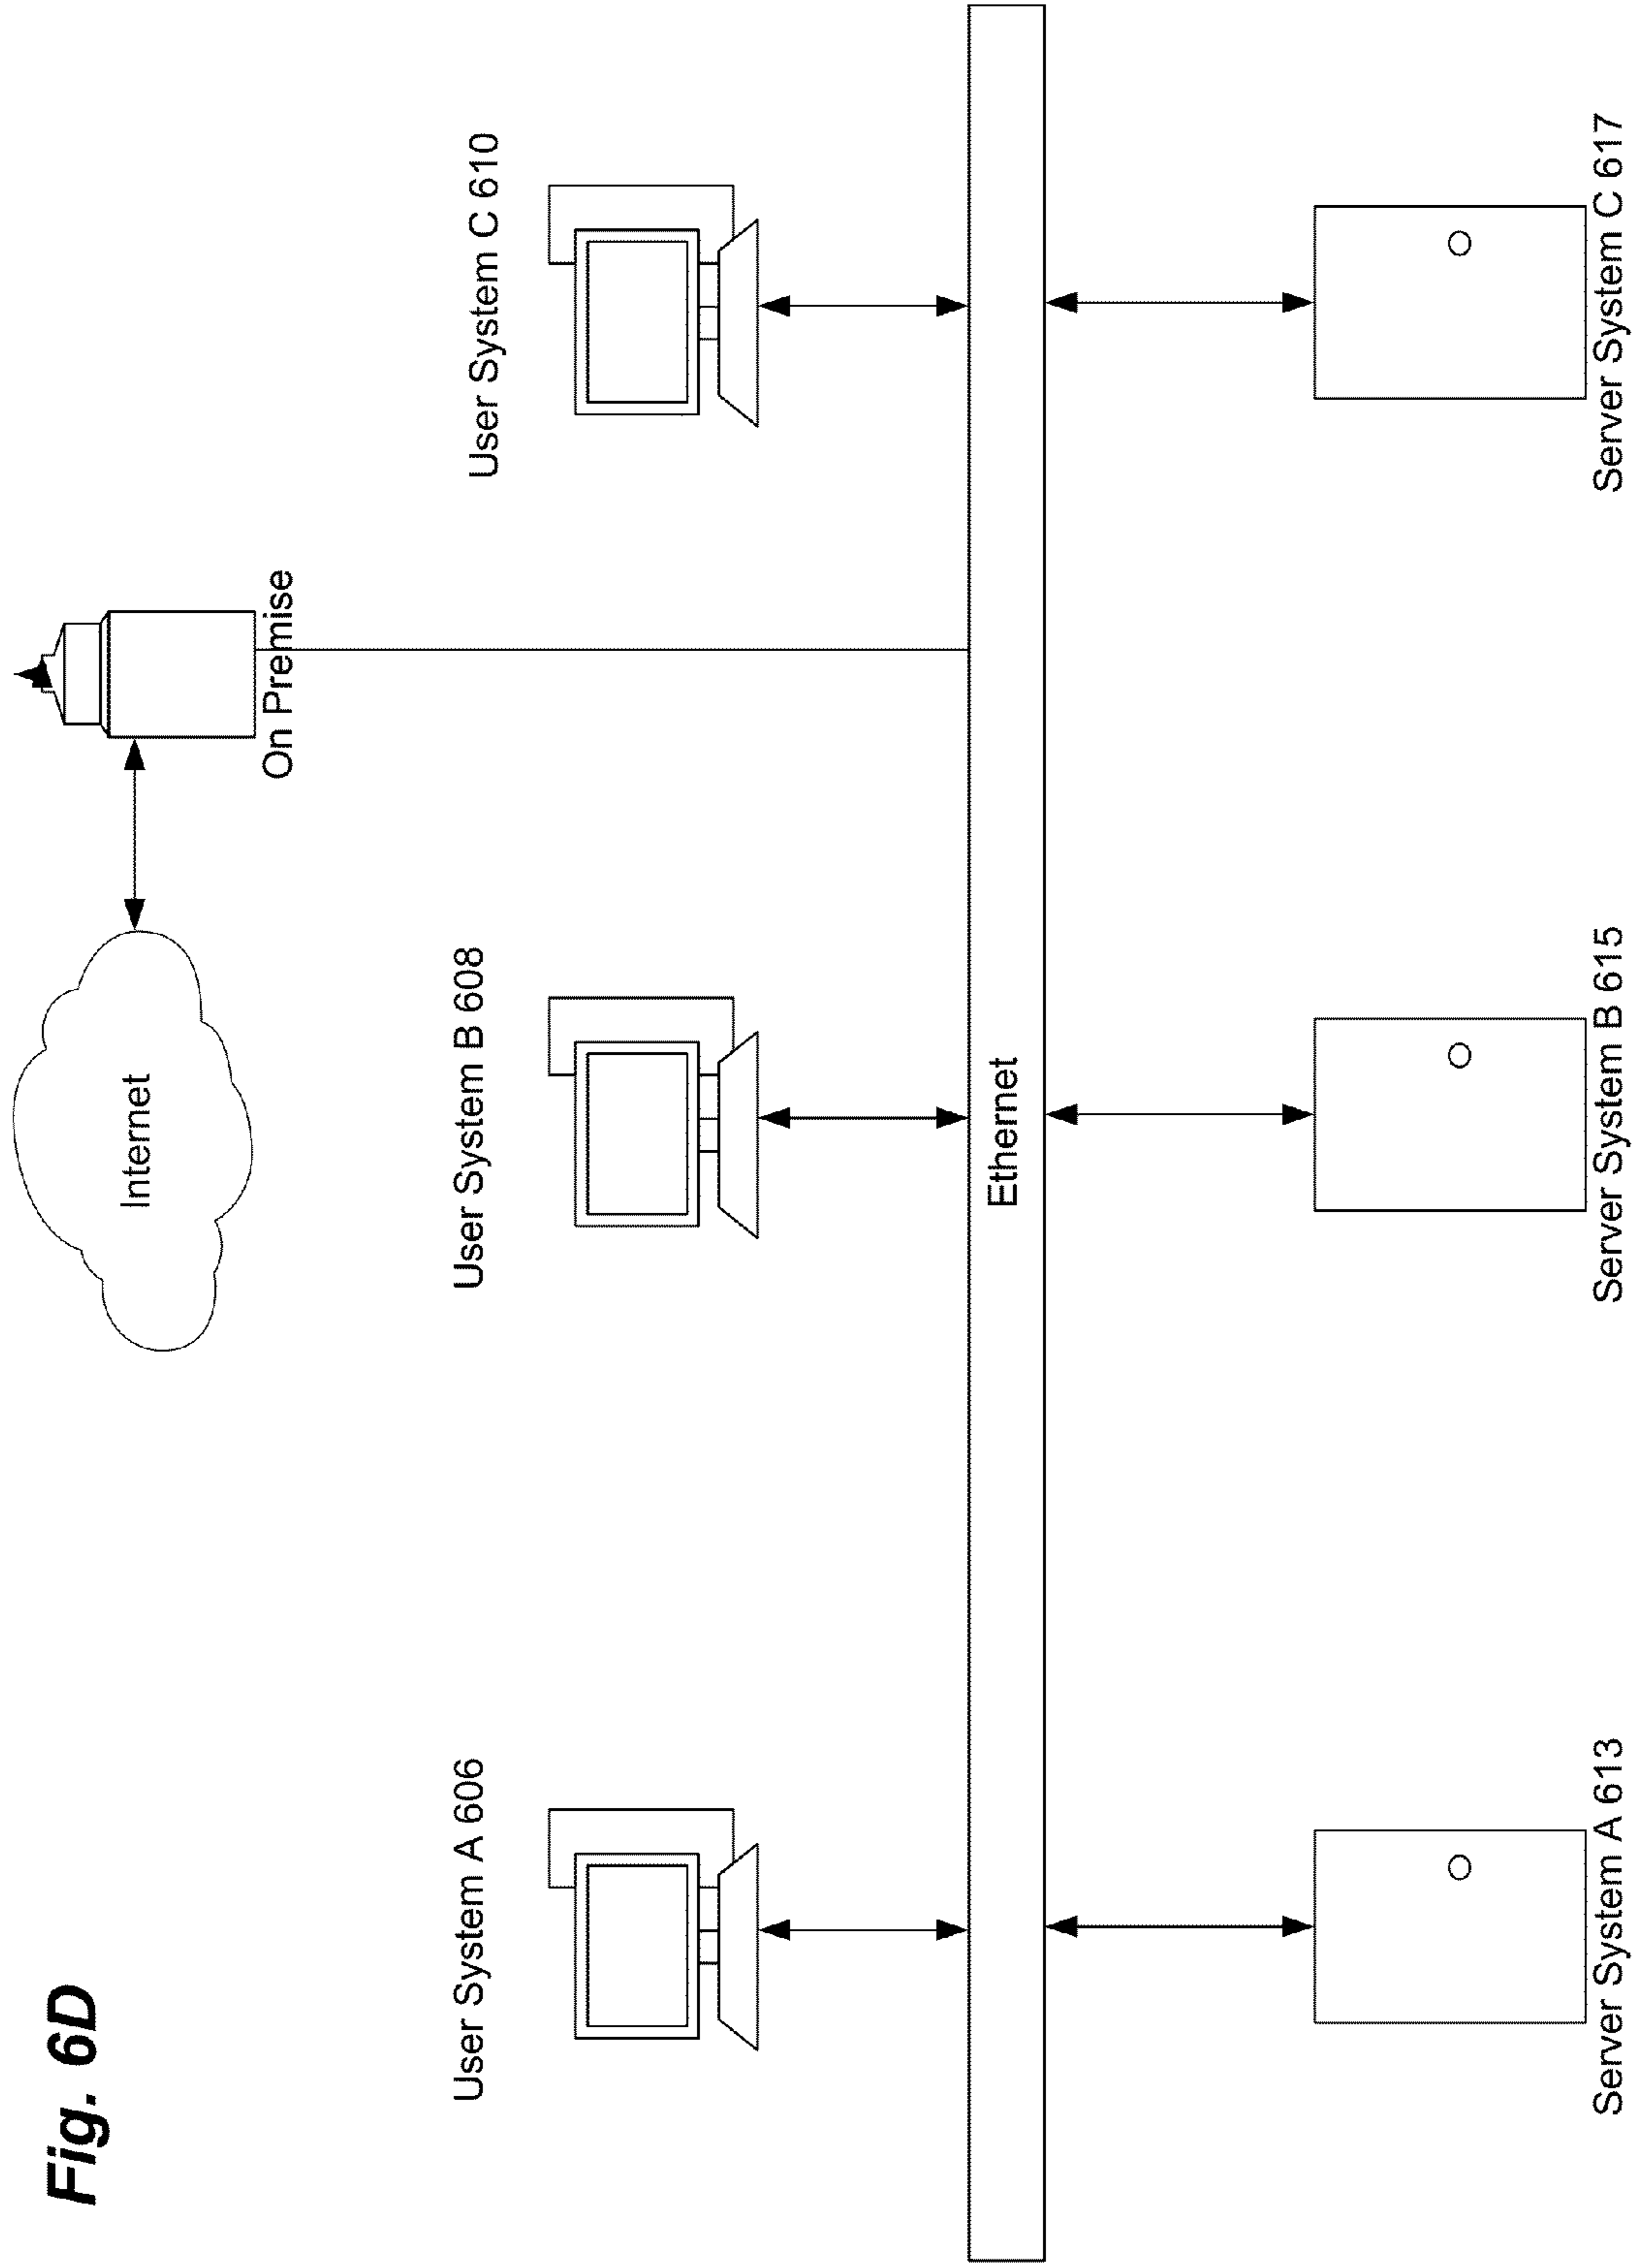 Fig. 6D
Internet
On Premise
User System A 606
User System B 608
User System C 610
Ethernet
Server System A 613
Server System B 615
Server System C 617